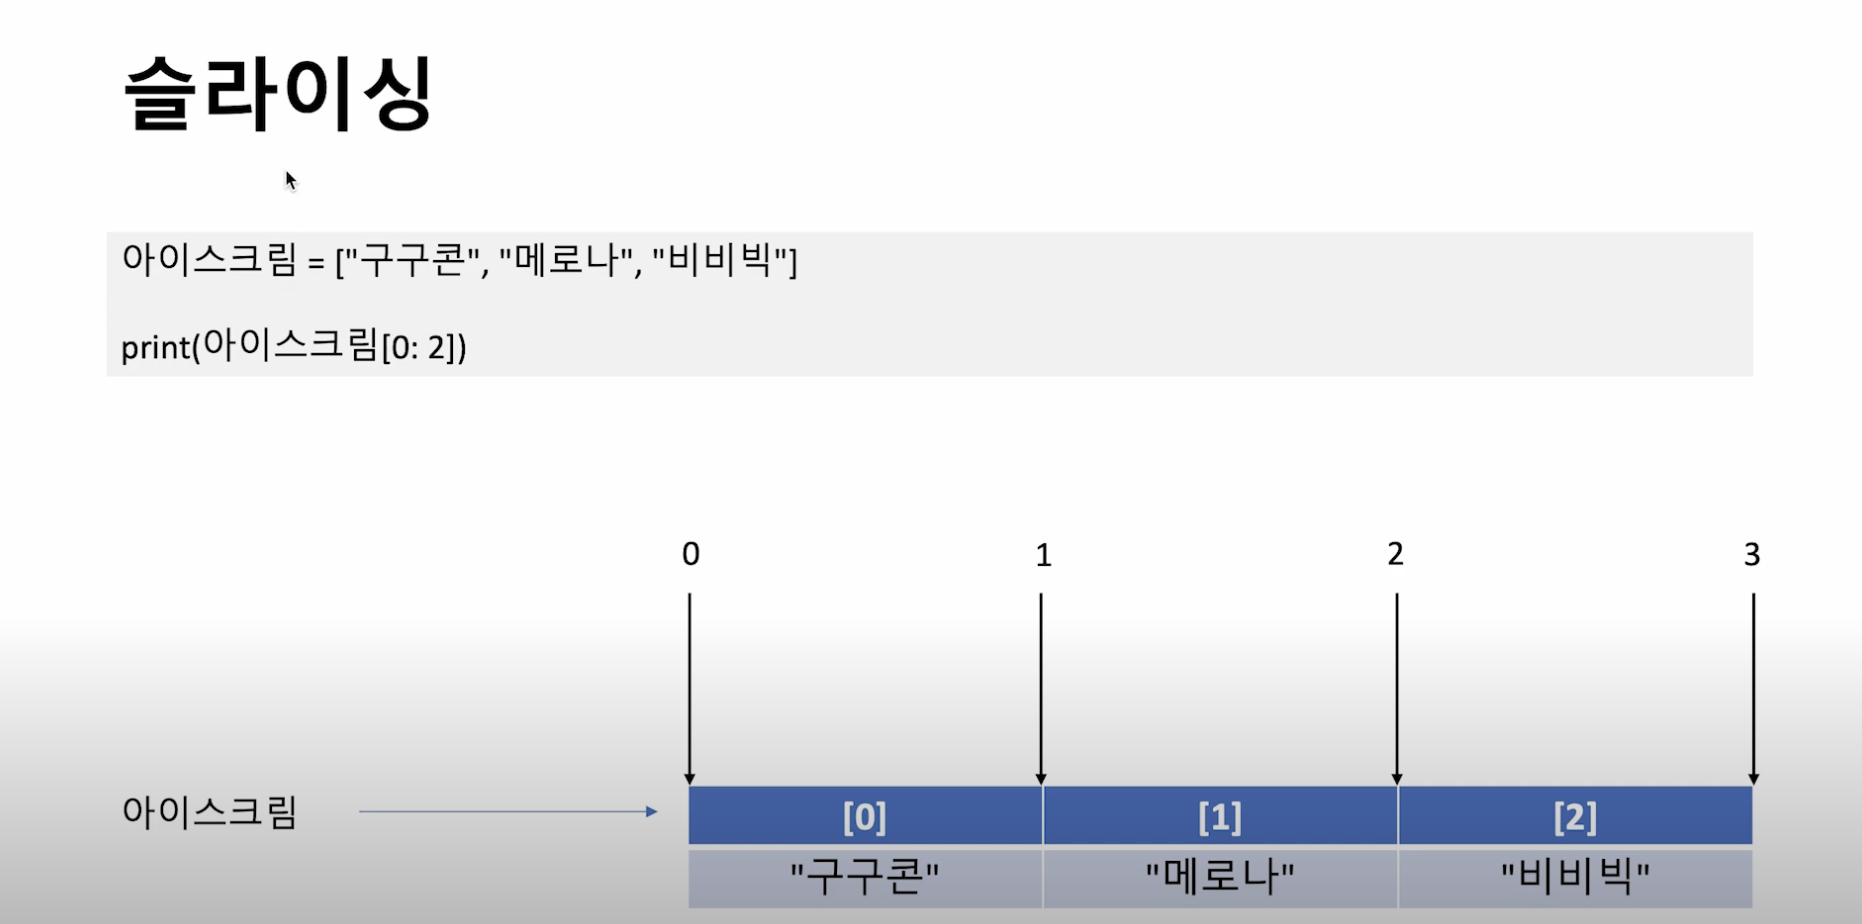 슬라이싱
아이스크림 = ["구구콘", "메로나", "비비빅"]
print(아이스크림[0: 2])
0 1 2 3
아이스크림 [0] [1] [2]
"구구콘" "메로나" "비비빅"